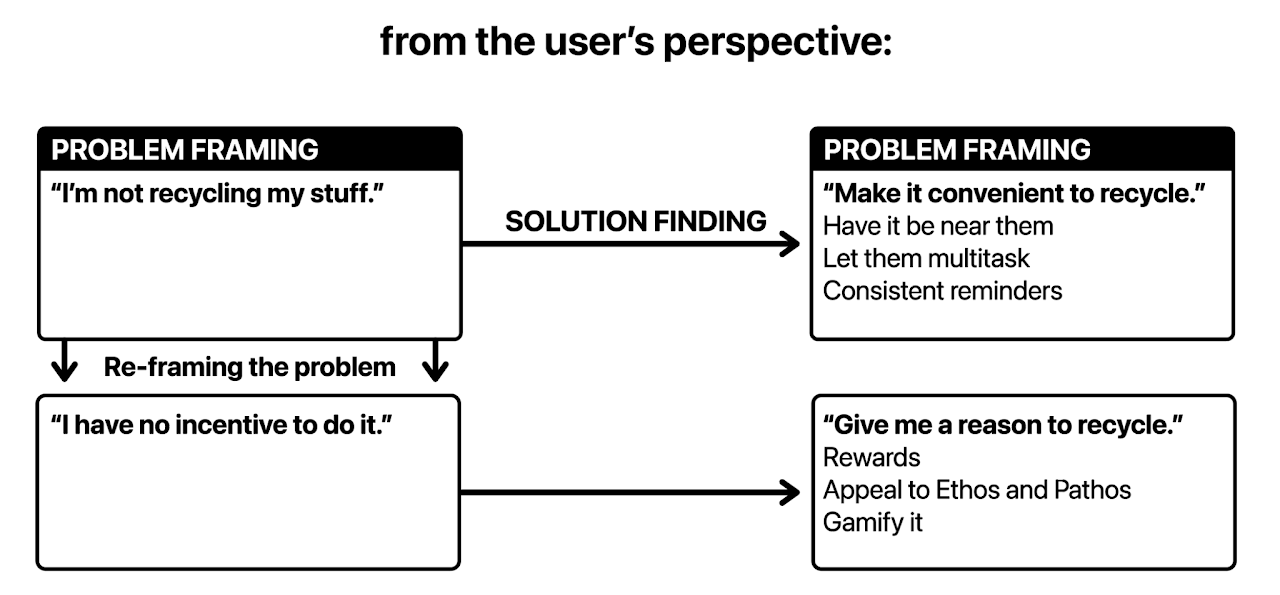 from the user’s perspective:
PROBLEM FRAMING
“I’m not recycling my stuff.”
SOLUTION FINDING
PROBLEM FRAMING
“Make it convenient to recycle.”
Have it be near them
Let them multitask
Consistent reminders
Re-framing the problem
“I have no incentive to do it.”
“Give me a reason to recycle.”
Rewards
Appeal to Ethos and Pathos
Gamify it